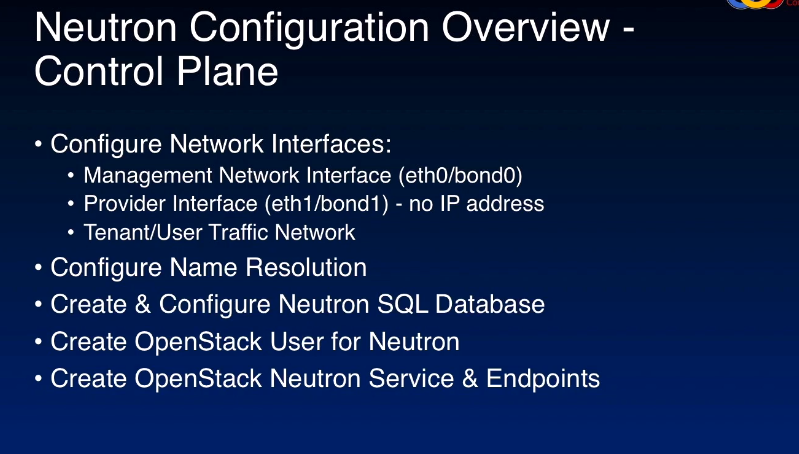 Neutron Configuration Overview -
Control Plane
• Configure Network Interfaces:
• Management Network Interface (eth0/bond0)
• Provider Interface (eth1/bond1) - no IP address
• Tenant/User Traffic Network
• Configure Name Resolution
• Create & Configure Neutron SQL Database
• Create OpenStack User for Neutron
• Create OpenStack Neutron Service & Endpoints